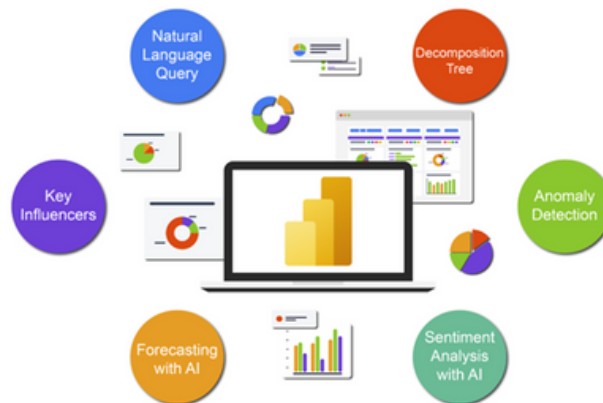 Natural
Language
Query
Decomposition
Tree
Key
Influencers
Anomaly
Detection
Forecasting
with AI
Sentiment
Analysis
with AI